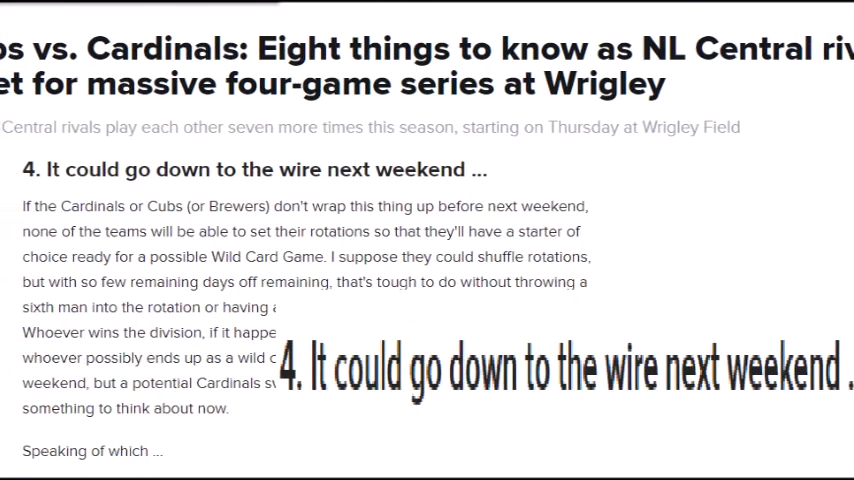 vs. Cardinals: Eight things to know as NL Central
for massive four-game series at Wrigley
Central rivals play each other seven more times this season, starting on Thursday at Wrigley Field
4. It could go down to the wire next weekend ...
If the Cardinals or Cubs (or Brewers) don't wrap this thing up before next weekend,
none of the teams will be able to set their rotations so that they'll have a starter of
choice ready for a possible Wild Card Game. I suppose they could shuffle rotations,
but with so few remaining days off remaining, that's tough to do without throwing a
sixth man into the rotation or having
Whoever wins the division, if it happe
whoever possibly ends up as a wild c
4. It could go down to the wire next weekend .
weekend, but a potential Cardinals
something to think about now.
Speaking of which ...